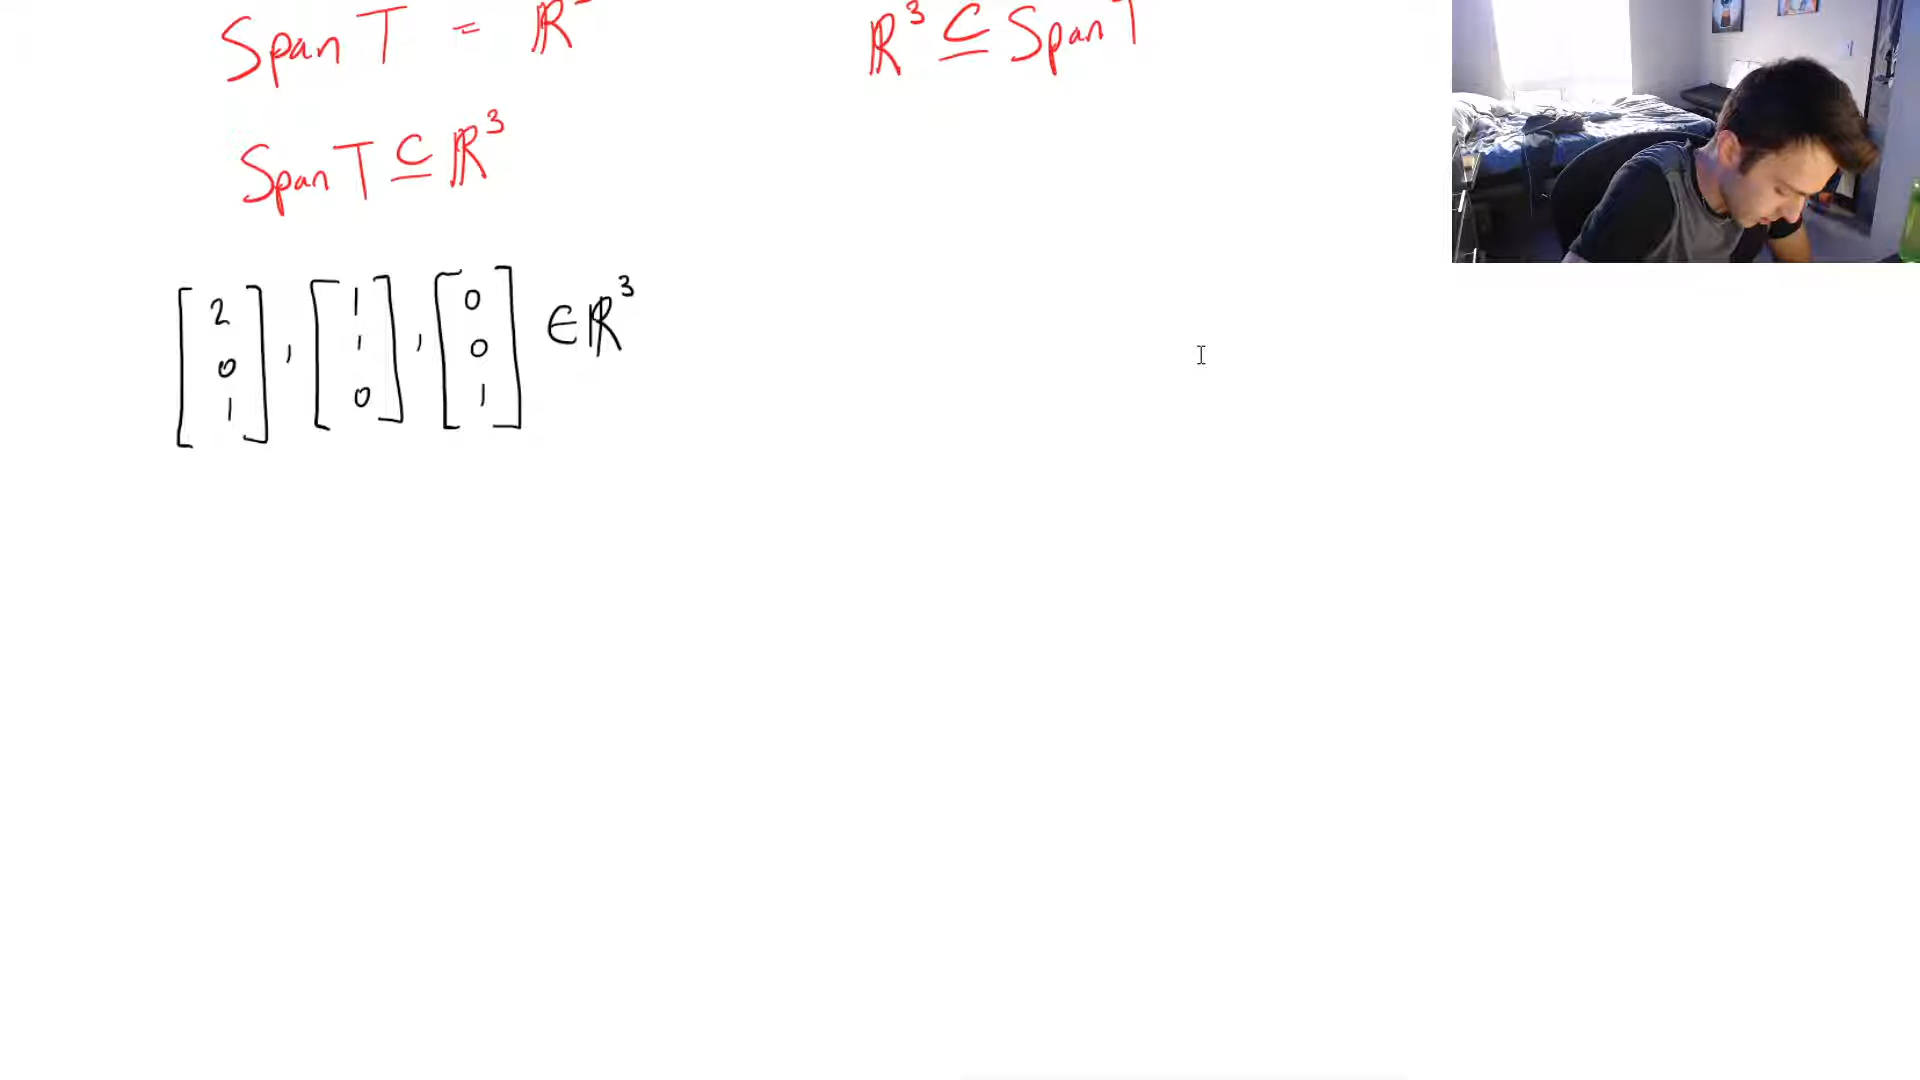 Span T = ℝ
ℝ³ ⊆ Span T
Span T ⊆ ℝ³
[2 0 1], [1 1 0], [0 0 1] ∈ ℝ³